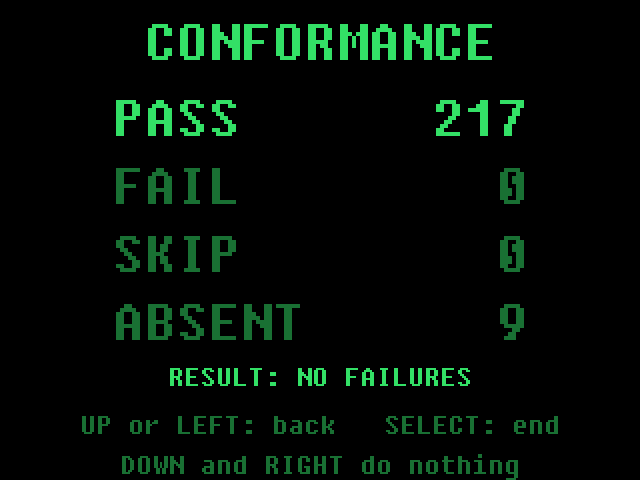 CONFORMANCE
PASS 217
FAIL 0
SKIP 0
ABSENT 9
RESULT: NO FAILURES
UP or LEFT: back SELECT: end
DOWN and RIGHT do nothing